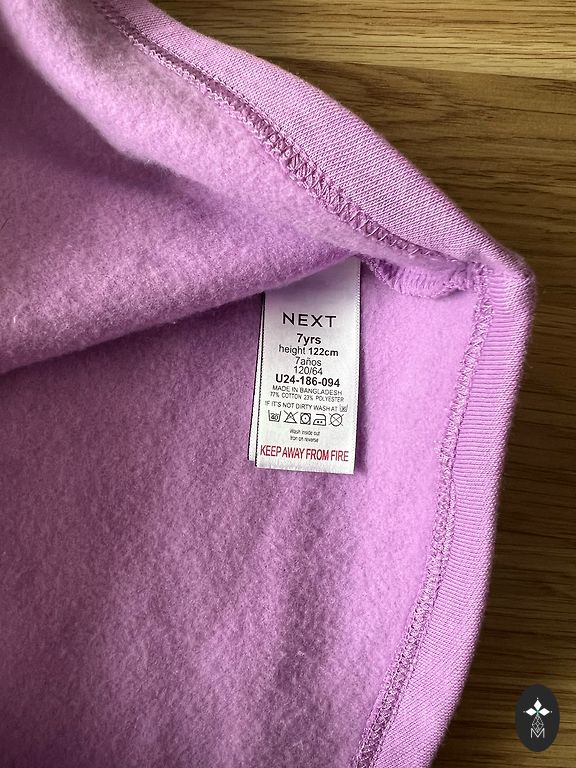 NEXT
7yrs
height 122cm
7años
120/64
U24-186-094
MADE IN BANGLADESH
77% COTTON 23% POLYESTER
IF IT'S NOT DIRTY WASH AT
Wash inside out
Iron on reverse
KEEP AWAY FROM FIRE
M